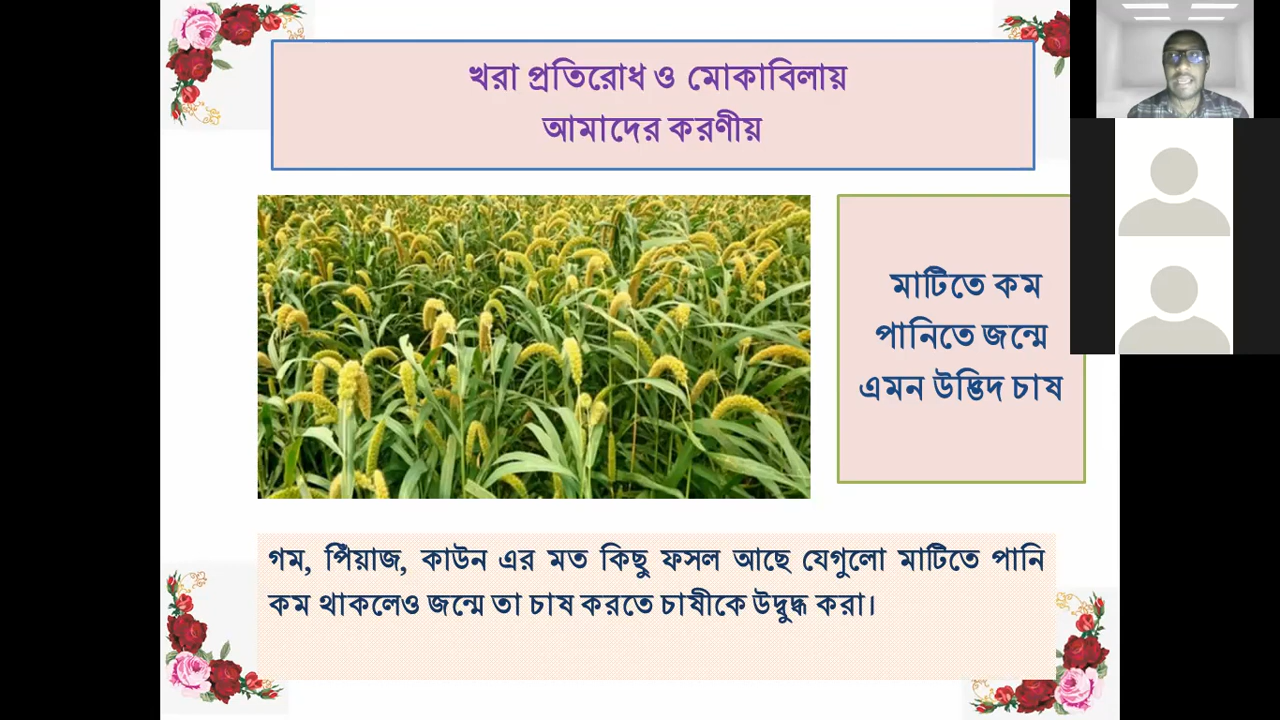 খরা প্রতিরোধ ও মোকাবিলায়
আমাদের করণীয়
মাটিতে কম
পানিতে জন্মে
এমন উদ্ভিদ চাষ
গম, পিঁয়াজ, কাউন এর মত কিছু ফসল আছে যেগুলো মাটিতে পানি
কম থাকলেও জন্মে তা চাষ করতে চাষীকে উদ্বুদ্ধ করা।